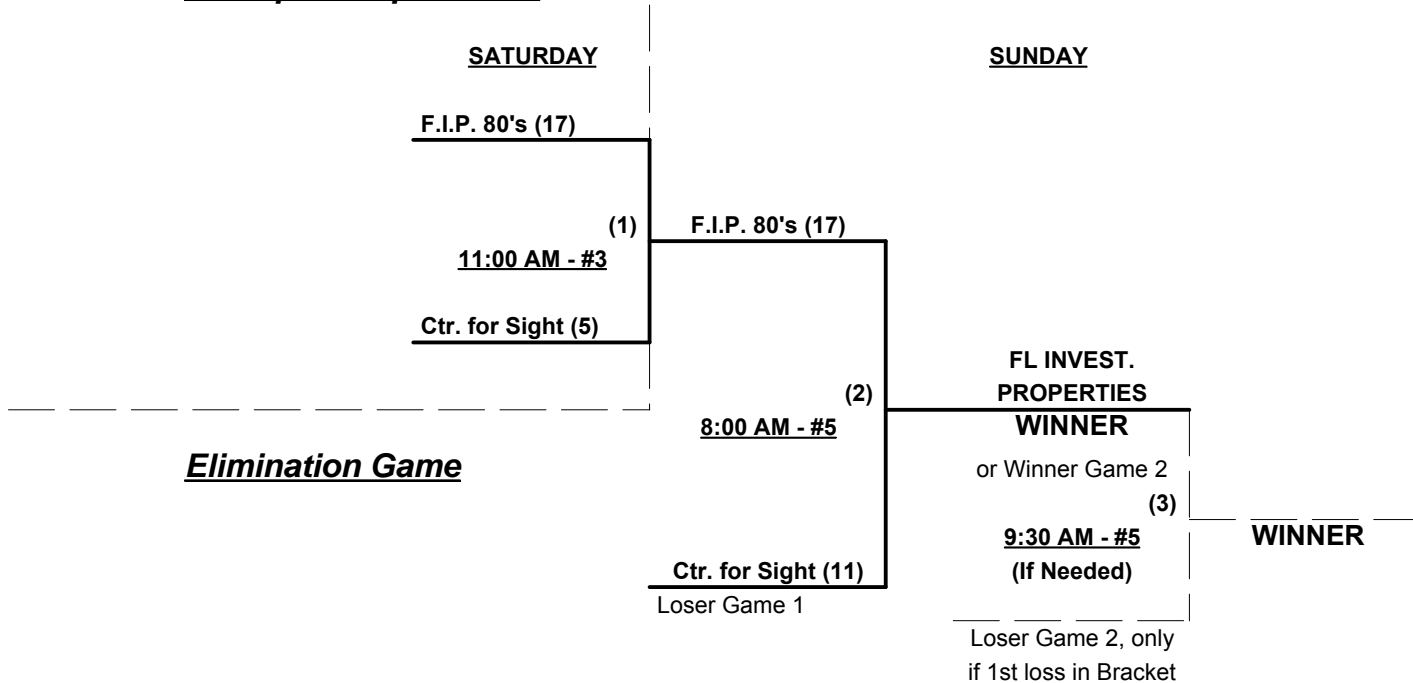 SATURDAY
SUNDAY
F.I.P. 80's (17)
(1)
F.I.P. 80's (17)
11:00 AM - #3
Ctr. for Sight (5)
FL INVEST.
PROPERTIES
(2)
WINNER
8:00 AM - #5
Elimination Game
or Winner Game 2
(3)
9:30 AM - #5
WINNER
(If Needed)
Ctr. for Sight (11)
Loser Game 1
Loser Game 2, only
if 1st loss in Bracket